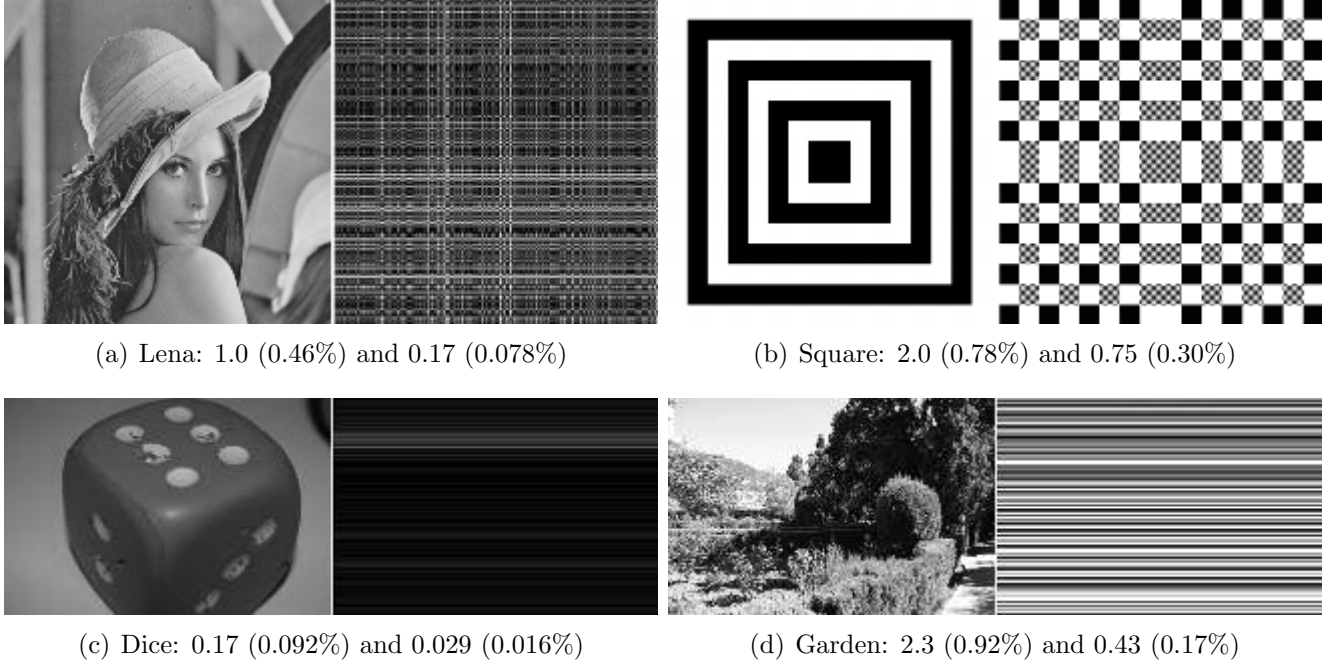 (a) Lena: 1.0 (0.46%) and 0.17 (0.078%)
(b) Square: 2.0 (0.78%) and 0.75 (0.30%)
(c) Dice: 0.17 (0.092%) and 0.029 (0.016%)
(d) Garden: 2.3 (0.92%) and 0.43 (0.17%)